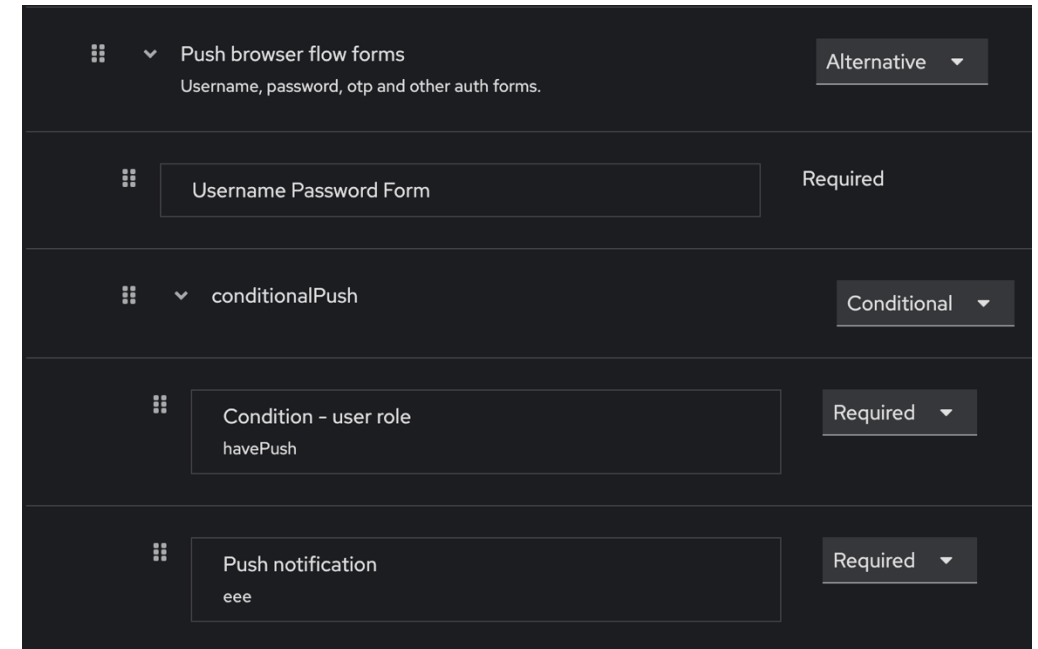 Push browser flow forms
Alternative
Username, password, otp and other auth forms.
Username Password Form
Required
conditionalPush
Conditional
Condition - user role
Required
havePush
Push notification
Required
eee